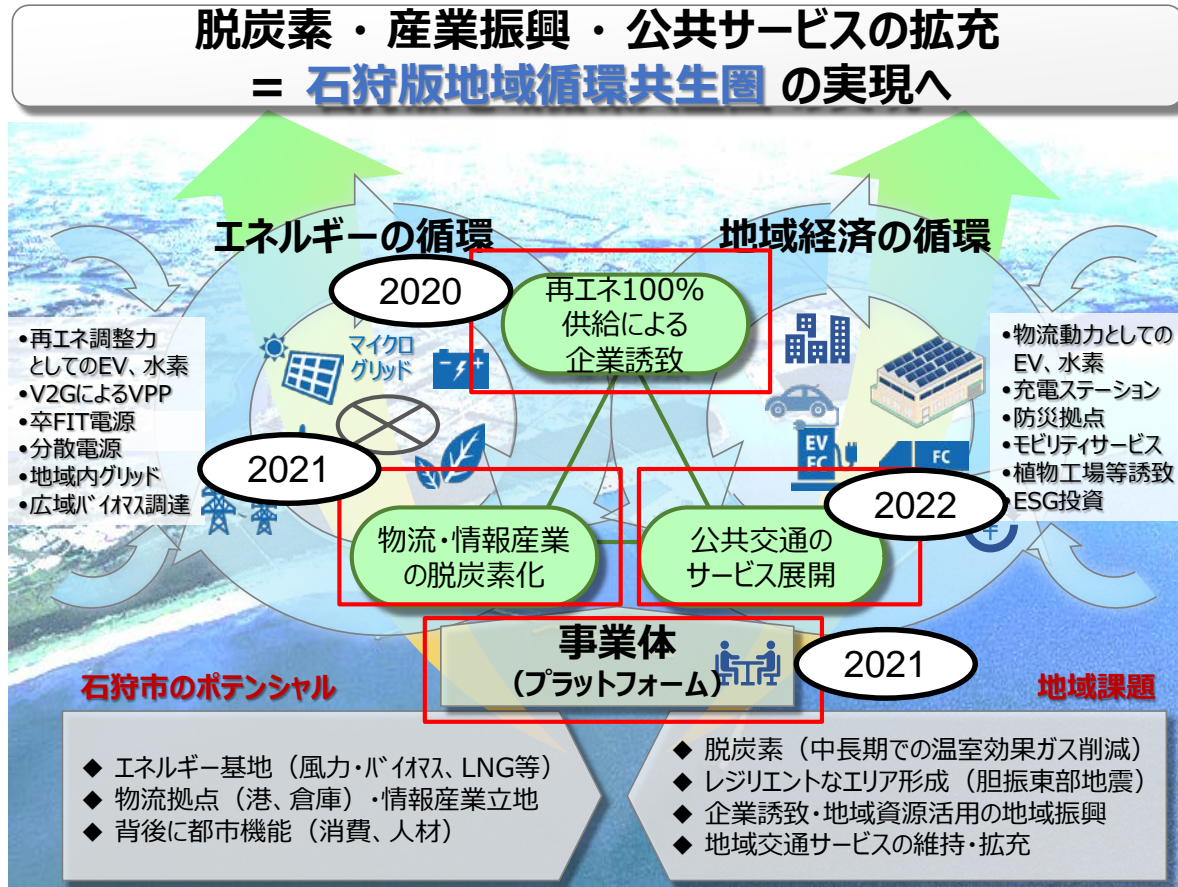 脱炭素 ・ 産業振興 ・ 公共サービスの拡充
= 石狩版地域循環共生圏 の実現へ
エネルギーの循環
地域経済の循環
2020
再エネ100%
供給による
企業誘致
•再エネ調整力
としてのEV、水素
•V2GによるVPP
•卒FIT電源
•分散電源
•地域内グリッド
•広域バイオマス調達
マイクロ
グリッド
•物流動力としての
EV、水素
•充電ステーション
•防災拠点
•モビリティサービス
•植物工場等誘致
•ESG投資
EV
FC
FC
2021
2022
物流・情報産業
の脱炭素化
公共交通の
サービス展開
事業体
(プラットフォーム)
2021
石狩市のポテンシャル
地域課題
◆ エネルギー基地（風力・バイオマス、LNG等）
◆ 物流拠点（港、倉庫）・情報産業立地
◆ 背後に都市機能（消費、人材）
◆ 脱炭素（中長期での温室効果ガス削減）
◆ レジリエントなエリア形成（胆振東部地震）
◆ 企業誘致・地域資源活用の地域振興
◆ 地域交通サービスの維持・拡充